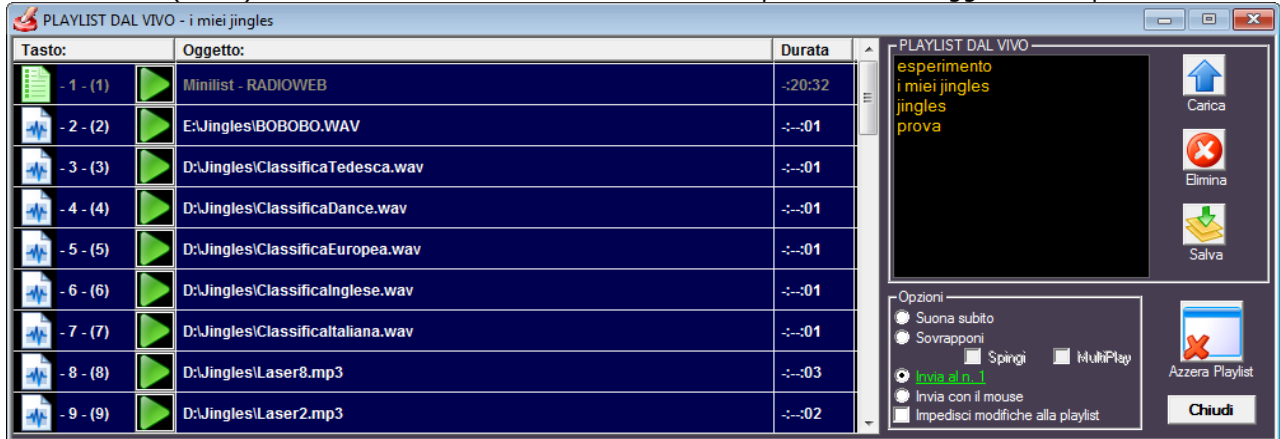 PLAYLIST DAL VIVO - i miei jingles
Tasto: Oggetto: Durata
- 1 - (1) Minilist - RADIOWEB -:20:32
- 2 - (2) E:\Jingles\BOBOBO.WAV -:--:01
- 3 - (3) D:\Jingles\ClassificaTedesca.wav -:--:01
- 4 - (4) D:\Jingles\ClassificaDance.wav -:--:01
- 5 - (5) D:\Jingles\ClassificaEuropea.wav -:--:01
- 6 - (6) D:\Jingles\ClassificaInglese.wav -:--:01
- 7 - (7) D:\Jingles\ClassificaItaliana.wav -:--:01
- 8 - (8) D:\Jingles\Laser8.mp3 -:--:03
- 9 - (9) D:\Jingles\Laser2.mp3 -:--:02
PLAYLIST DAL VIVO
esperimento
i miei jingles
jingles
prova
Carica
Elimina
Salva
Opzioni
Suona subito
Sovrapponi
Spingi MultiPlay
Invia al n. 1
Invia con il mouse
Impedisci modifiche alla playlist
Azzera Playlist
Chiudi